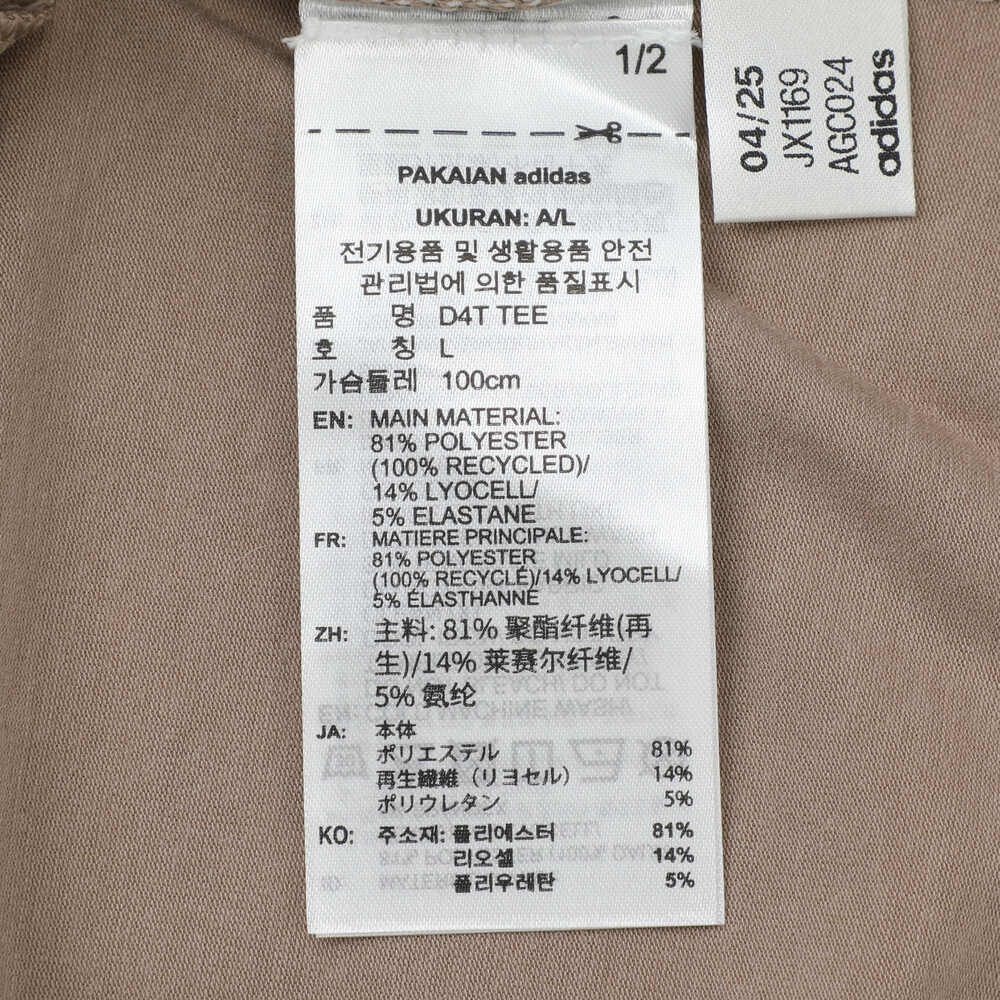 1/2
PAKAIAN adidas
UKURAN: A/L
전기용품 및 생활용품 안전
관리법에 의한 품질표시
품 명 D4T TEE
호 칭 L
가슴둘레 100cm
EN: MAIN MATERIAL:
81% POLYESTER
(100% RECYCLED)/
14% LYOCELL/
5% ELASTANE
FR: MATIERE PRINCIPALE:
81% POLYESTER
(100% RECYCLÉ)/14% LYOCELL/
5% ÉLASTHANNE
ZH: 主料: 81% 聚酯纤维(再
生)/14% 莱赛尔纤维/
5% 氨纶
JA: 本体
ポリエステル 81%
再生繊維（リヨセル） 14%
ポリウレタン 5%
KO: 주소재: 폴리에스터 81%
리오셀 14%
폴리우레탄 5%
04/25
JX1169
AGC024
adidas